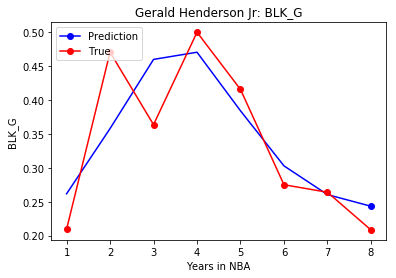 Gerald Henderson Jr: BLK_G
Prediction
True
BLK_G
0.50
0.45
0.40
0.35
0.30
0.25
0.20
1 2 3 4 5 6 7 8
Years in NBA